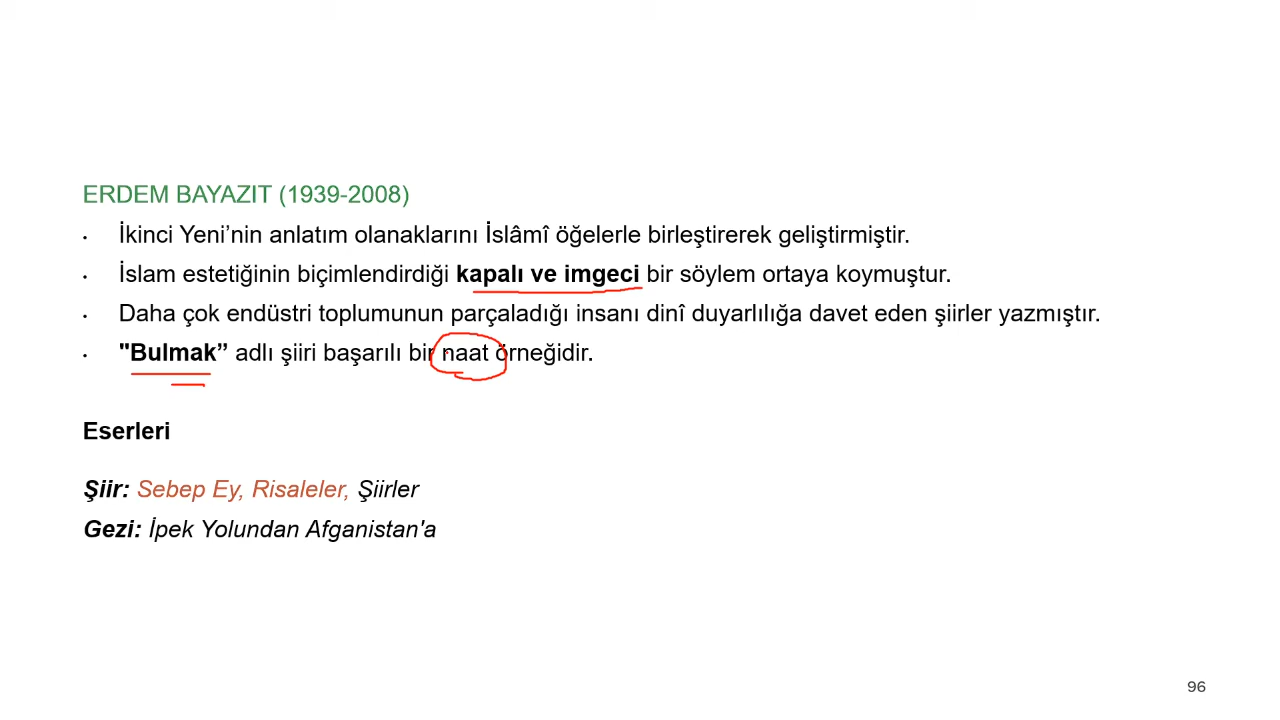 ERDEM BAYAZIT (1939-2008)
• İkinci Yeni’nin anlatım olanaklarını İslâmî öğelerle birleştirerek geliştirmiştir.
• İslam estetiğinin biçimlendirdiği kapalı ve imgeci bir söylem ortaya koymuştur.
• Daha çok endüstri toplumunun parçaladığı insanı dinî duyarlılığa davet eden şiirler yazmıştır.
• "Bulmak” adlı şiiri başarılı bir naat örneğidir.
Eserleri
Şiir: Sebep Ey, Risaleler, Şiirler
Gezi: İpek Yolundan Afganistan'a
96